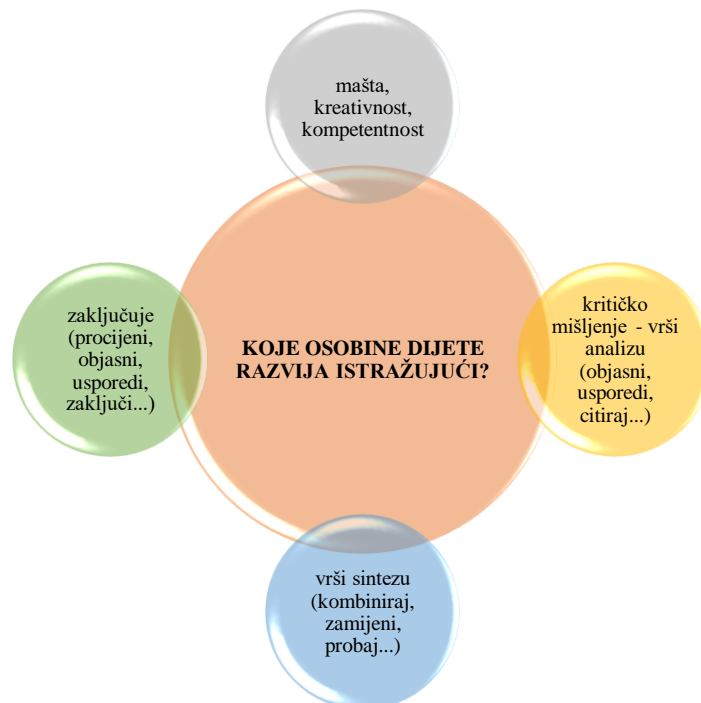 mašta,
kreativnost,
kompetentnost
KOJE OSOBINE DIJETE
RAZVIJA ISTRAŽUJUĆI?
kritičko
mišljenje - vrši
analizu
(objasni,
usporedi,
citiraj...)
vrši sintezu
(kombiniraj,
zamijeni,
probaj...)
zaključuje
(procijeni,
objasni,
usporedi,
zaključi...)